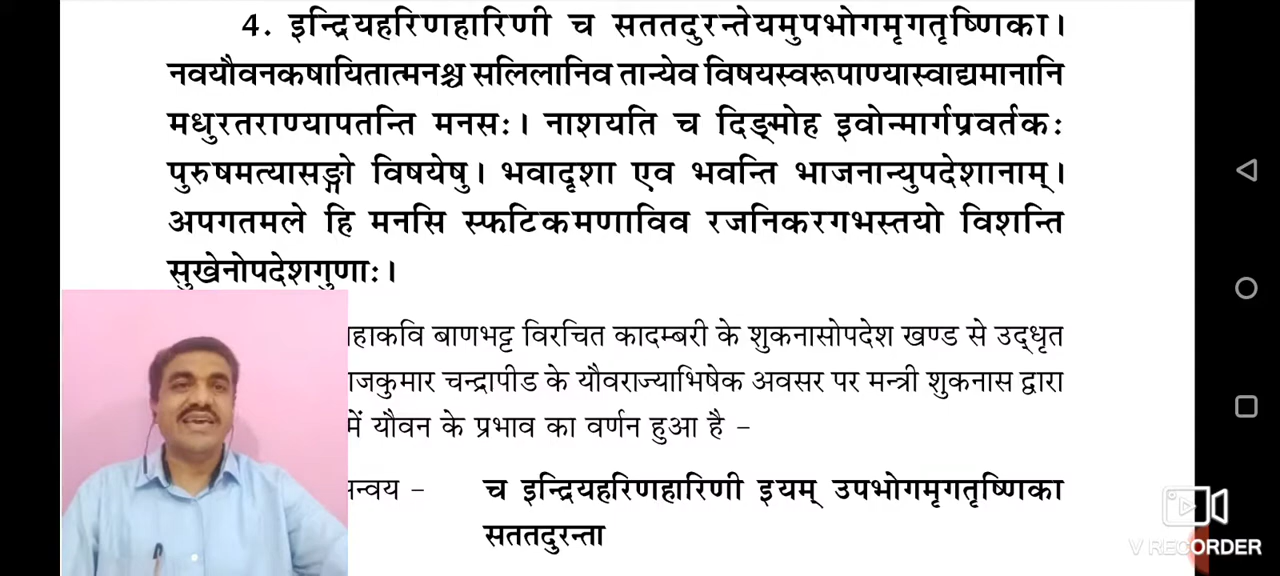 4. इन्द्रियहरिणहारिणी च सततदुरन्तेयमुपभोगमृगतृष्णिका।
नवयौवनकषायितात्मनश्च सलिलानिव तान्येव विषयस्वरूपाण्यास्वाद्यमानानि
मधुरतराण्यापतन्ति मनसः। नाशयति च दिङ्मोह इवोन्मार्गप्रवर्तकः
पुरुषमत्यासङ्गो विषयेषु। भवादृशा एव भवन्ति भाजनान्युपदेशानाम्।
अपगतमले हि मनसि स्फटिकमणाविव रजनिकरगभस्तयो विशन्ति
सुखेनोपदेशगुणाः।
हाकवि बाणभट्ट विरचित कादम्बरी के शुकनासोपदेश खण्ड से उद्धृत
जकुमार चन्द्रापीड के यौवराज्याभिषेक अवसर पर मन्त्री शुकनास द्वारा
में यौवन के प्रभाव का वर्णन हुआ है –
न्वय – च इन्द्रियहरिणहारिणी इयम् उपभोगमृगतृष्णिका
सततदुरन्ता
V RECORDER